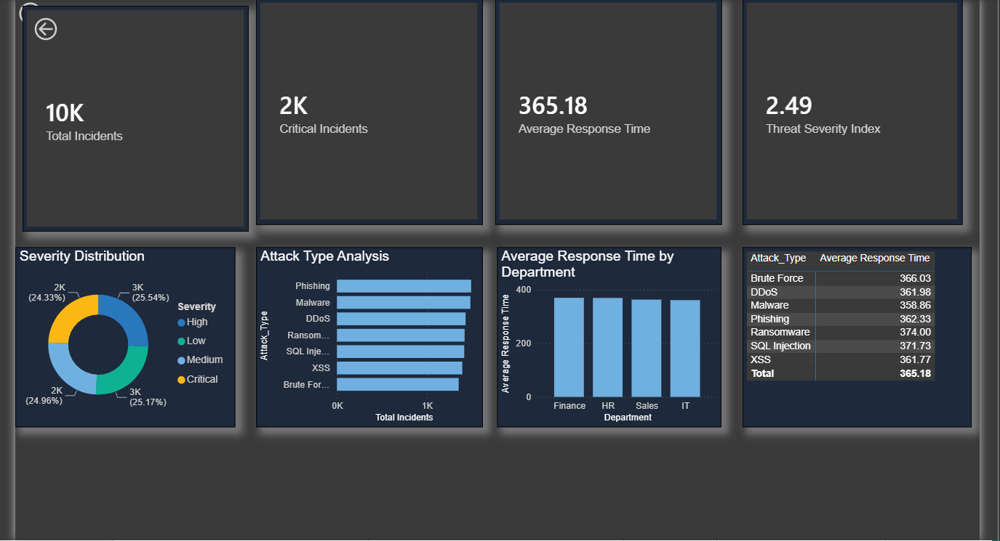 10K
Total Incidents
2K
Critical Incidents
365.18
Average Response Time
2.49
Threat Severity Index
Severity Distribution
2K
(24.33%)
3K
(25.54%)
2K
(24.96%)
3K
(25.17%)
Severity
High
Low
Medium
Critical
Attack Type Analysis
Attack_Type
Phishing
Malware
DDoS
Ransom...
SQL Inje...
XSS
Brute For...
0K 1K
Total Incidents
Average Response Time by
Department
Average Response Time
400
200
0
Finance HR Sales IT
Department
Attack_Type Average Response Time
Brute Force 366.03
DDoS 361.98
Malware 358.86
Phishing 362.33
Ransomware 374.00
SQL Injection 371.73
XSS 361.77
Total 365.18